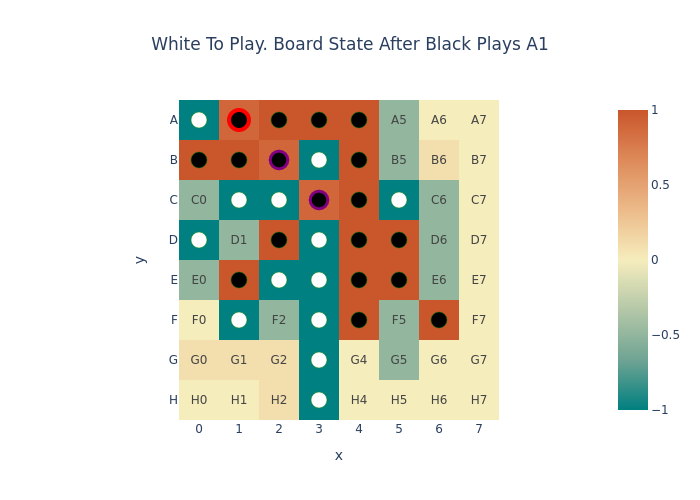 White To Play. Board State After Black Plays A1
A A5 A6 A7 1
B B5 B6 B7
C C0 C6 C7 0.5
D D1 D6 D7
y E E0 E6 E7 0
F F0 F2 F5 F7 −0.5
G G0 G1 G2 G4 G5 G6 G7
H H0 H1 H2 H4 H5 H6 H7 −1
0 1 2 3 4 5 6 7
x